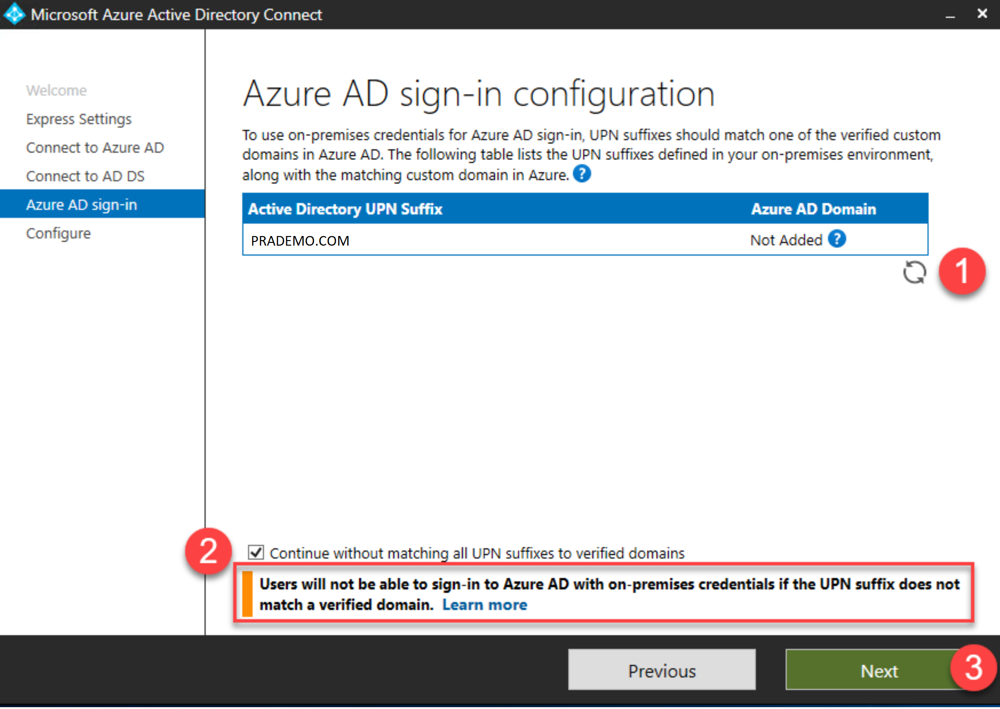 Microsoft Azure Active Directory Connect
Welcome
Express Settings
Connect to Azure AD
Connect to AD DS
Azure AD sign-in
Configure
Azure AD sign-in configuration
To use on-premises credentials for Azure AD sign-in, UPN suffixes should match one of the verified custom
domains in Azure AD. The following table lists the UPN suffixes defined in your on-premises environment,
along with the matching custom domain in Azure. ?
Active Directory UPN Suffix Azure AD Domain
PRADEMO.COM Not Added ?
1
2
Continue without matching all UPN suffixes to verified domains
Users will not be able to sign-in to Azure AD with on-premises credentials if the UPN suffix does not
match a verified domain. Learn more
Previous
Next
3